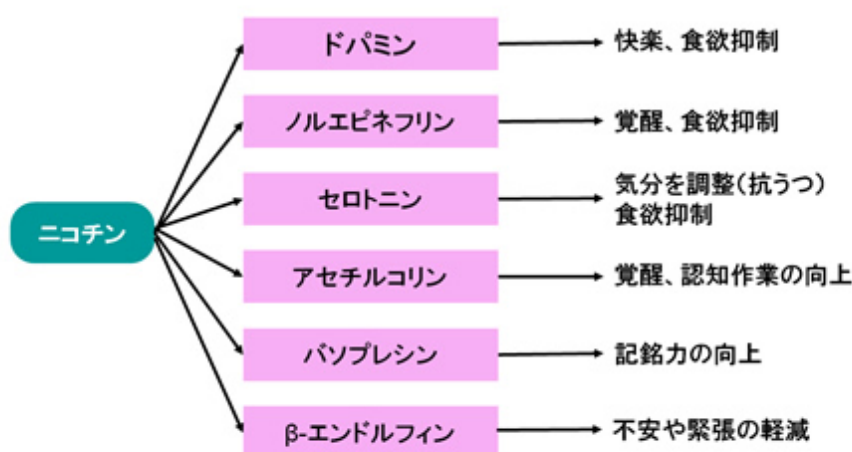 ニコチン
ドパミン
快楽、食欲抑制
ノルエピネフリン
覚醒、食欲抑制
セロトニン
気分を調整(抗うつ)
食欲抑制
アセチルコリン
覚醒、認知作業の向上
バソプレシン
記銘力の向上
β-エンドルフィン
不安や緊張の軽減